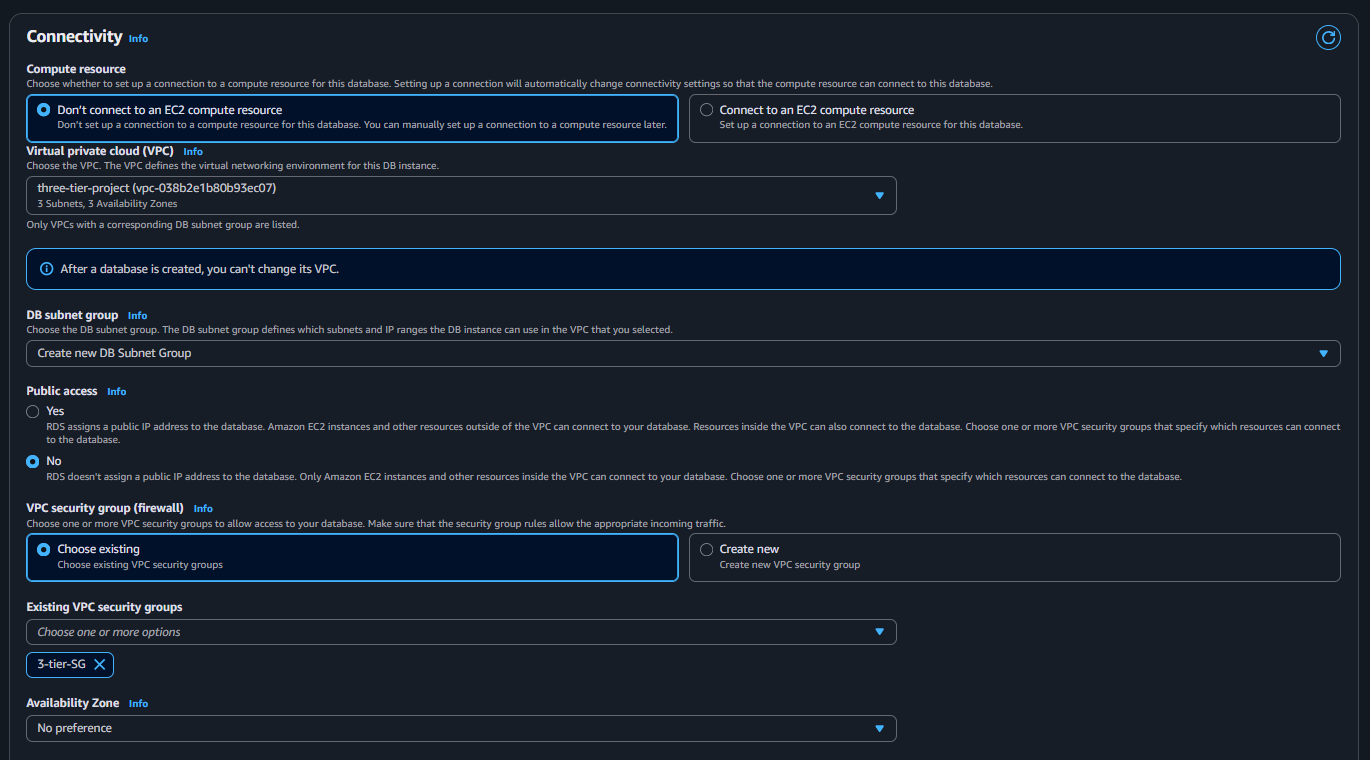 Connectivity Info
Compute resource
Choose whether to set up a connection to a compute resource for this database. Setting up a connection will automatically change connectivity settings so that the compute resource can connect to this database.
Don't connect to an EC2 compute resource
Don't set up a connection to a compute resource for this database. You can manually set up a connection to a compute resource later.
Connect to an EC2 compute resource
Set up a connection to an EC2 compute resource for this database.
Virtual private cloud (VPC) Info
Choose the VPC. The VPC defines the virtual networking environment for this DB instance.
three-tier-project (vpc-038b2e1b80b93ec07)
3 Subnets, 3 Availability Zones
Only VPCs with a corresponding DB subnet group are listed.
After a database is created, you can't change its VPC.
DB subnet group Info
Choose the DB subnet group. The DB subnet group defines which subnets and IP ranges the DB instance can use in the VPC that you selected.
Create new DB Subnet Group
Public access Info
Yes
RDS assigns a public IP address to the database. Amazon EC2 instances and other resources outside of the VPC can connect to your database. Resources inside the VPC can also connect to the database. Choose one or more VPC security groups that specify which resources can connect
to the database.
No
RDS doesn't assign a public IP address to the database. Only Amazon EC2 instances and other resources inside the VPC can connect to your database. Choose one or more VPC security groups that specify which resources can connect to the database.
VPC security group (firewall) Info
Choose one or more VPC security groups to allow access to your database. Make sure that the security group rules allow the appropriate incoming traffic.
Choose existing
Choose existing VPC security groups
Create new
Create new VPC security group
Existing VPC security groups
Choose one or more options
3-tier-SG
Availability Zone Info
No preference